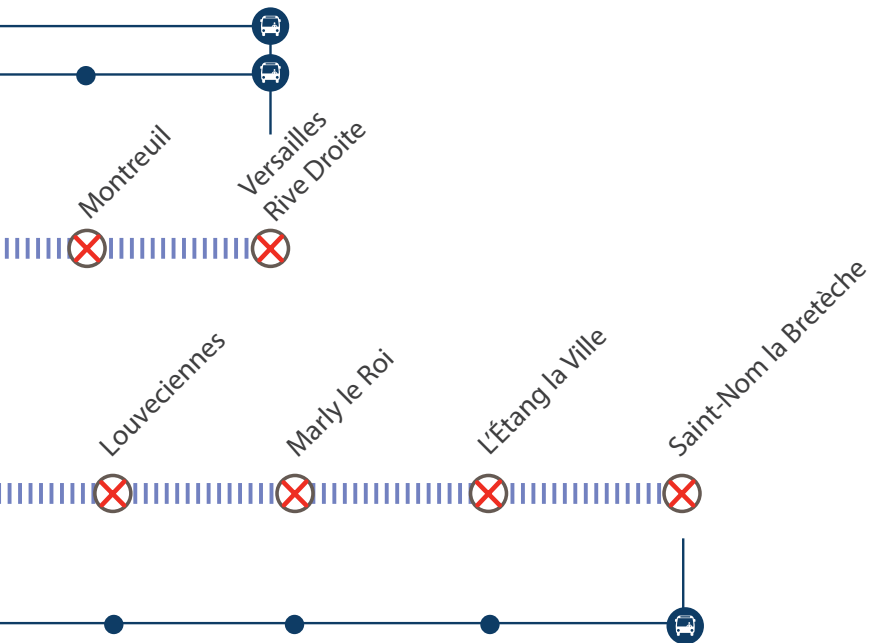 Montreuil
Versailles
Rive Droite
Louveciennes
Marly le Roi
L'Étang la Ville
Saint-Nom la Bretèche